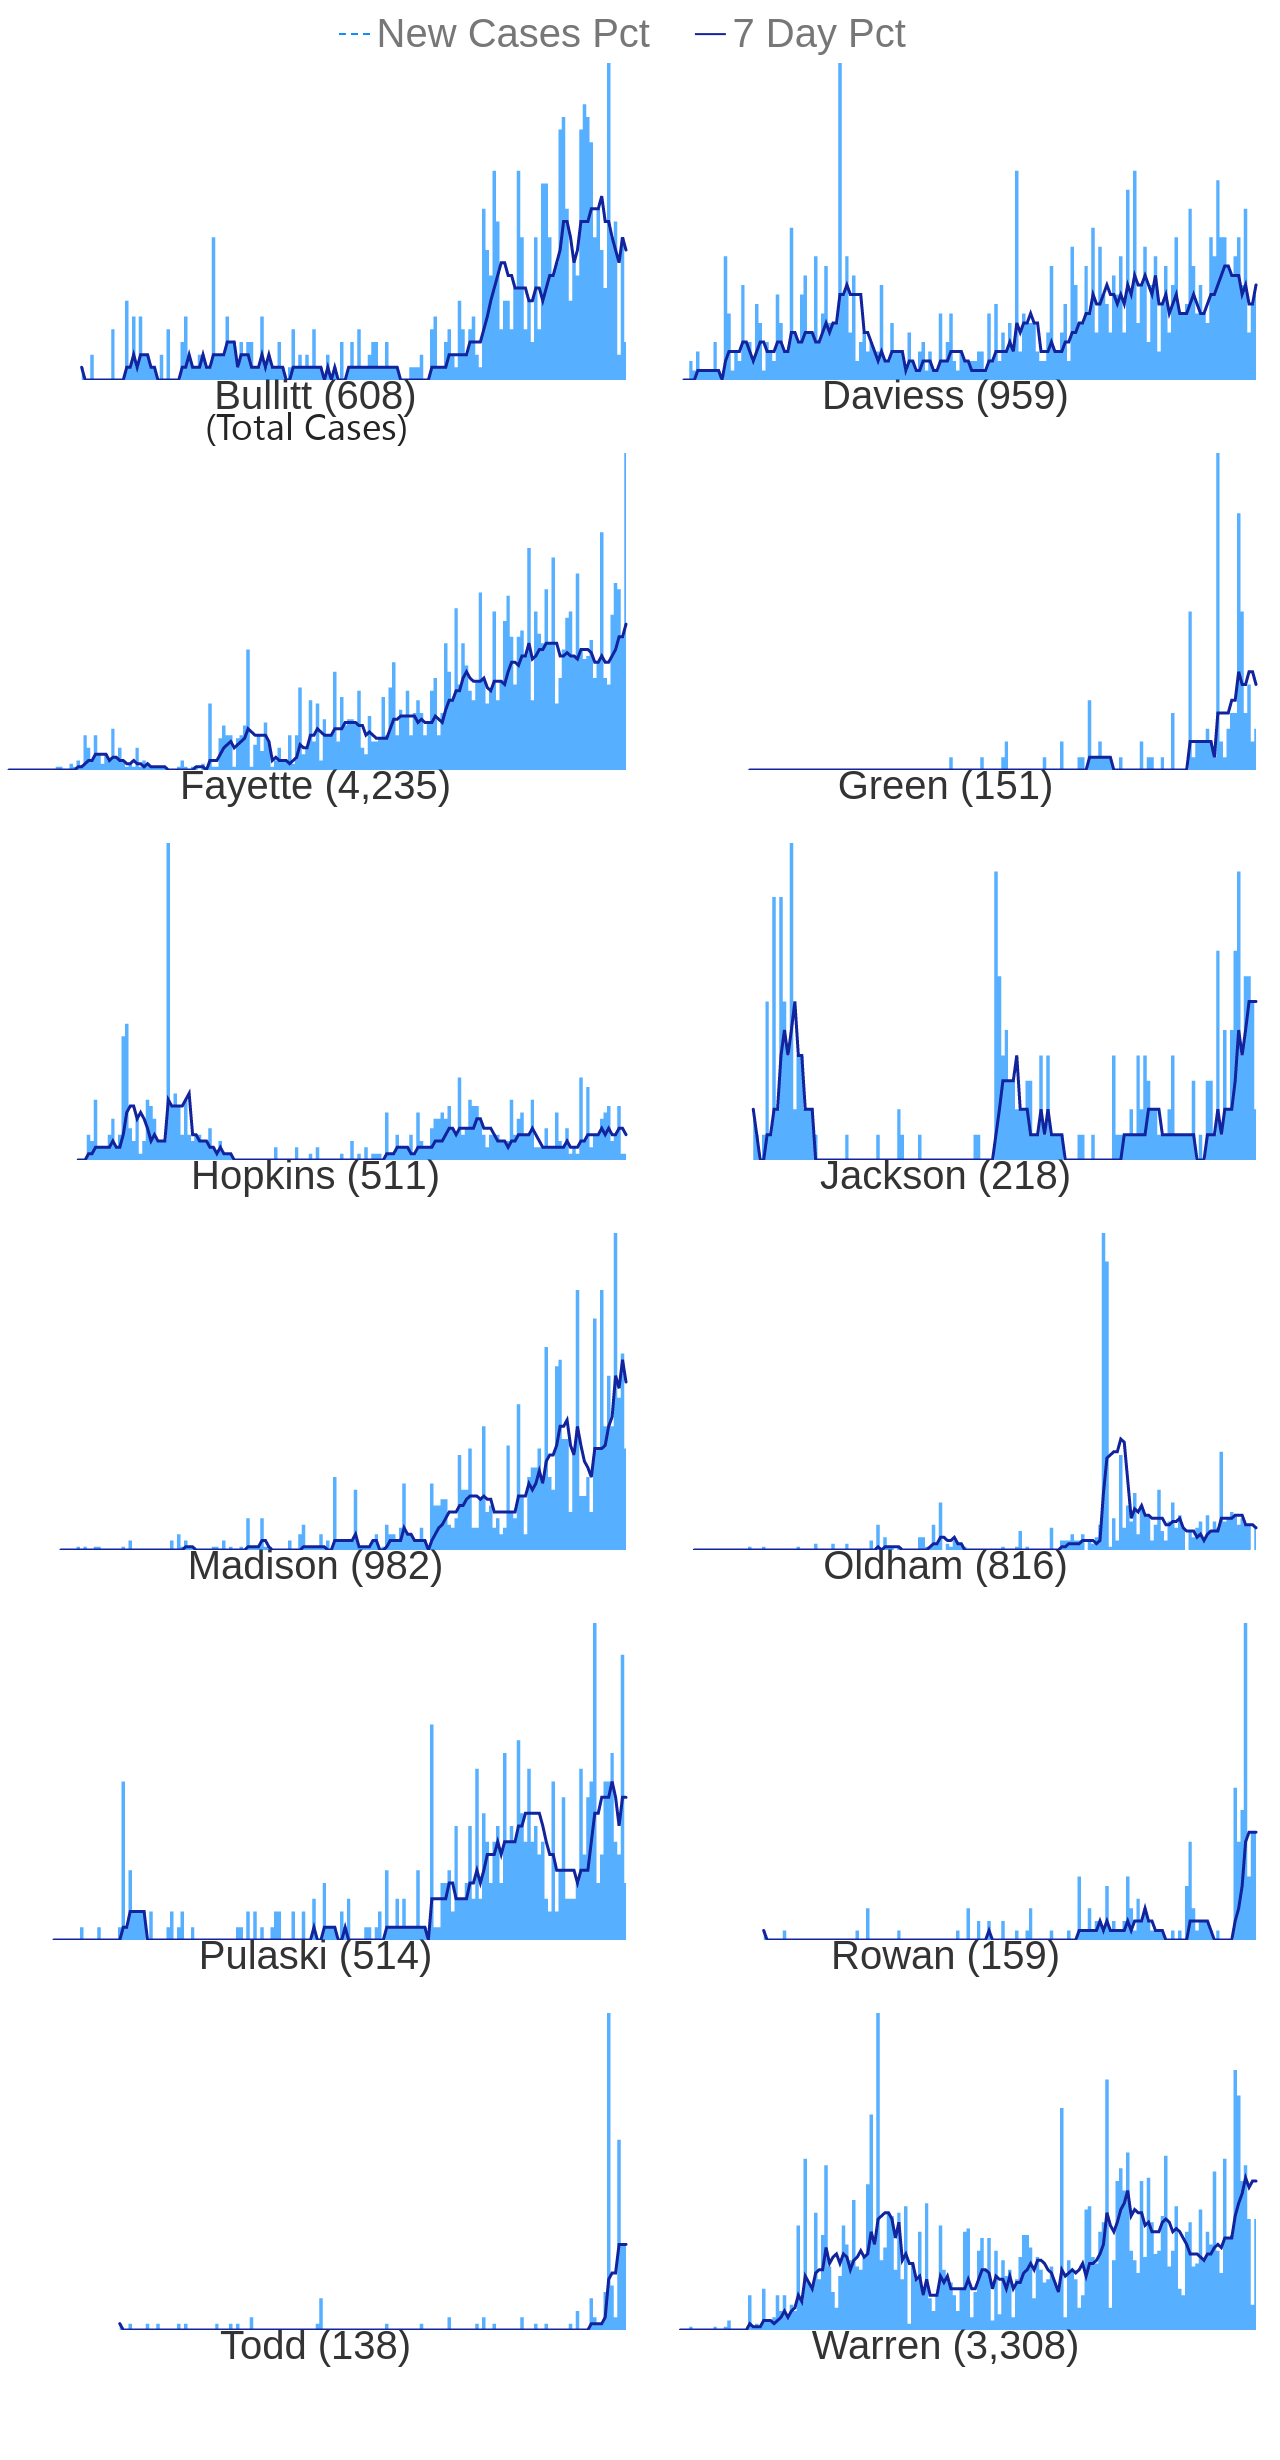 New Cases Pct 7 Day Pct
Bullitt (608) Daviess (959)
(Total Cases)
Fayette (4,235) Green (151)
Hopkins (511) Jackson (218)
Madison (982) Oldham (816)
Pulaski (514) Rowan (159)
Todd (138) Warren (3,308)